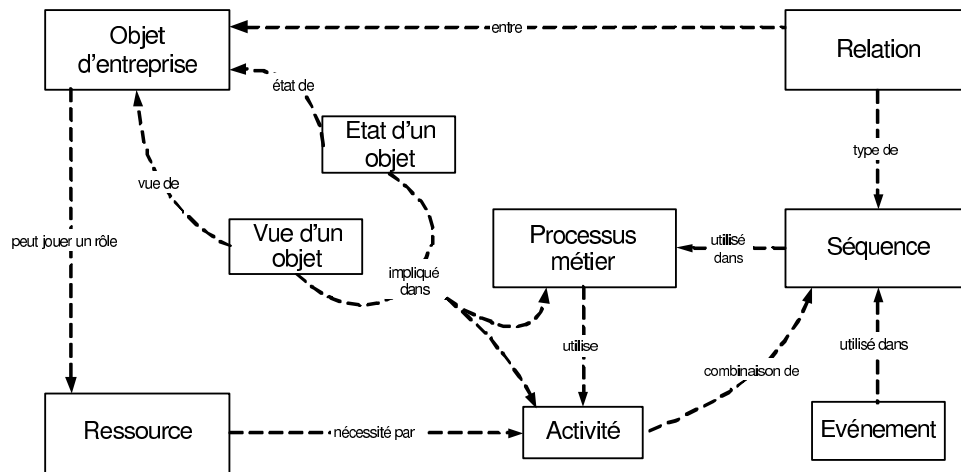 Objet
d'entreprise
entre
Relation
état de
Etat d'un
objet
type de
vue de
peut jouer un rôle
Vue d'un
objet
Processus
métier
utilisé
dans
Séquence
impliqué
dans
utilise
utilisé dans
combinaison de
Ressource
nécessité par
Activité
Evénement